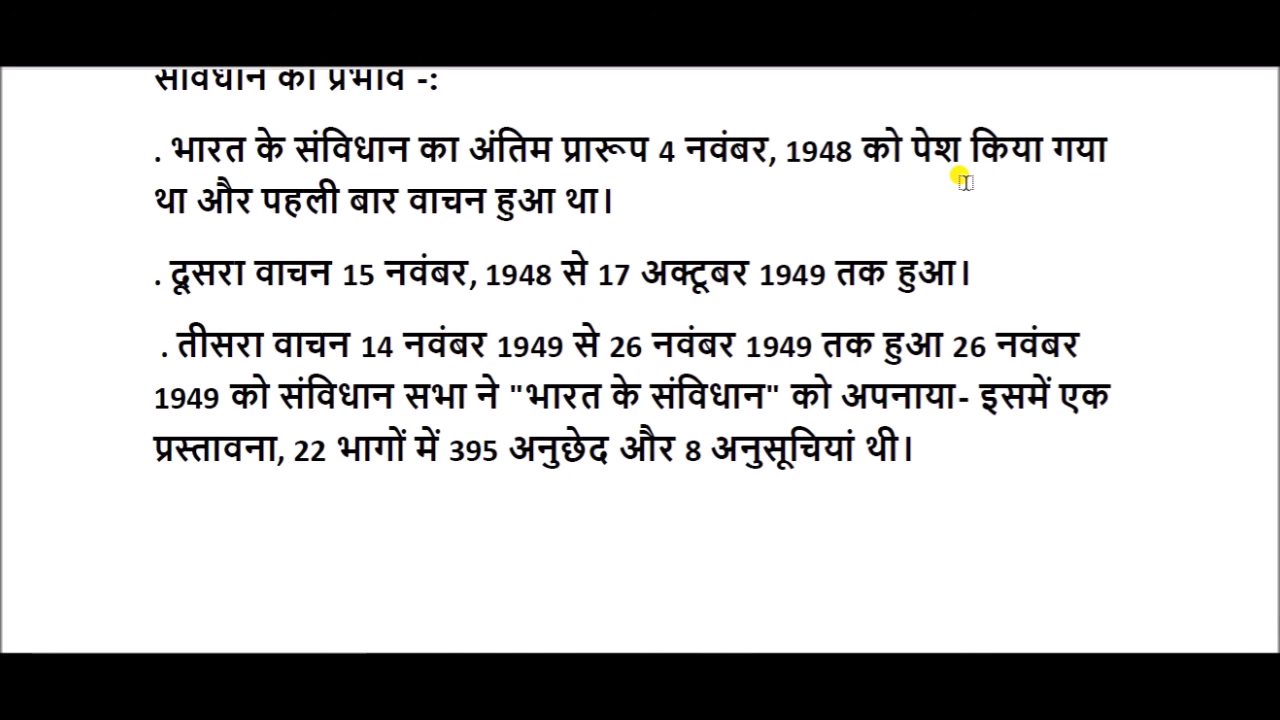 संविधान का प्रभाव -:
. भारत के संविधान का अंतिम प्रारूप 4 नवंबर, 1948 को पेश किया गया
था और पहली बार वाचन हुआ था।
. दूसरा वाचन 15 नवंबर, 1948 से 17 अक्टूबर 1949 तक हुआ।
. तीसरा वाचन 14 नवंबर 1949 से 26 नवंबर 1949 तक हुआ 26 नवंबर
1949 को संविधान सभा ने "भारत के संविधान" को अपनाया- इसमें एक
प्रस्तावना, 22 भागों में 395 अनुछेद और 8 अनुसूचियां थी।